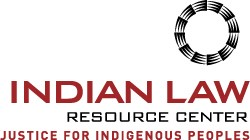 INDIAN LAW
RESOURCE CENTER
JUSTICE FOR INDIGENOUS PEOPLES